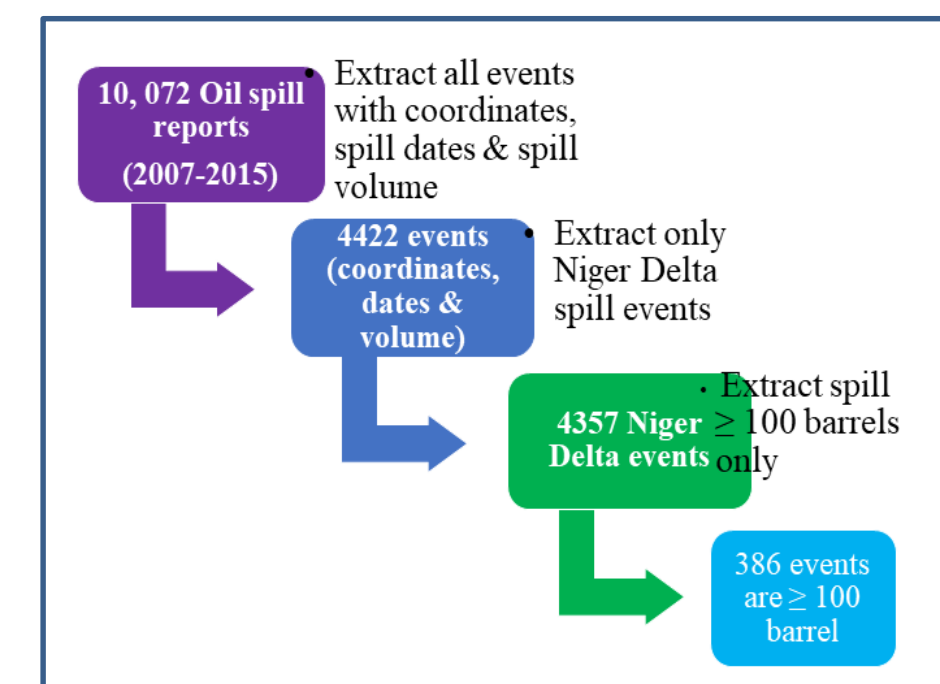 10, 072 Oil spill
reports
(2007-2015)
• Extract all events
with coordinates,
spill dates & spill
volume
4422 events
(coordinates,
dates &
volume)
• Extract only
Niger Delta
spill events
4357 Niger
Delta events
• Extract spill
≥ 100 barrels
only
386 events
are ≥ 100
barrel